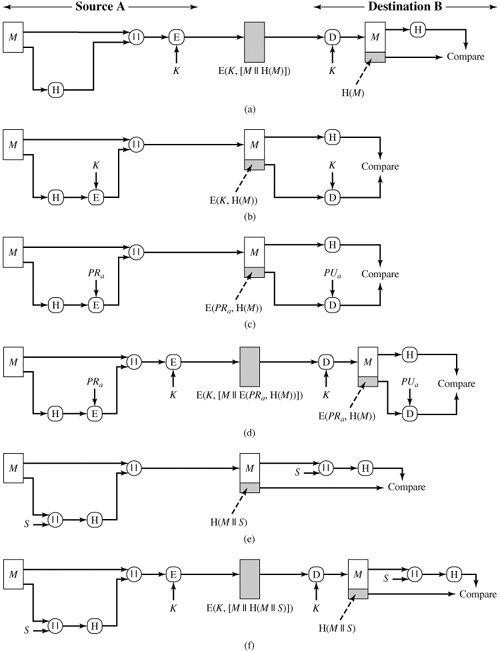 Source A
Destination B
M
||
E
D
M
H
Compare
H
K
K
E(K, [M || H(M)])
H(M)
(a)
M
||
M
H
K
K
Compare
H
E
D
E(K, H(M))
(b)
M
||
M
H
PRa
PUa
Compare
H
E
D
E(PRa, H(M))
(c)
M
||
E
D
M
H
PRa
K
E(K, [M || E(PRa, H(M))])
K
PUa
Compare
H
E
E(PRa, H(M))
D
(d)
M
||
M
S
||
H
Compare
S
||
H
H(M || S)
(e)
M
||
E
D
M
||
H
S
Compare
S
||
H
K
E(K, [M || H(M || S)])
K
H(M || S)
(f)